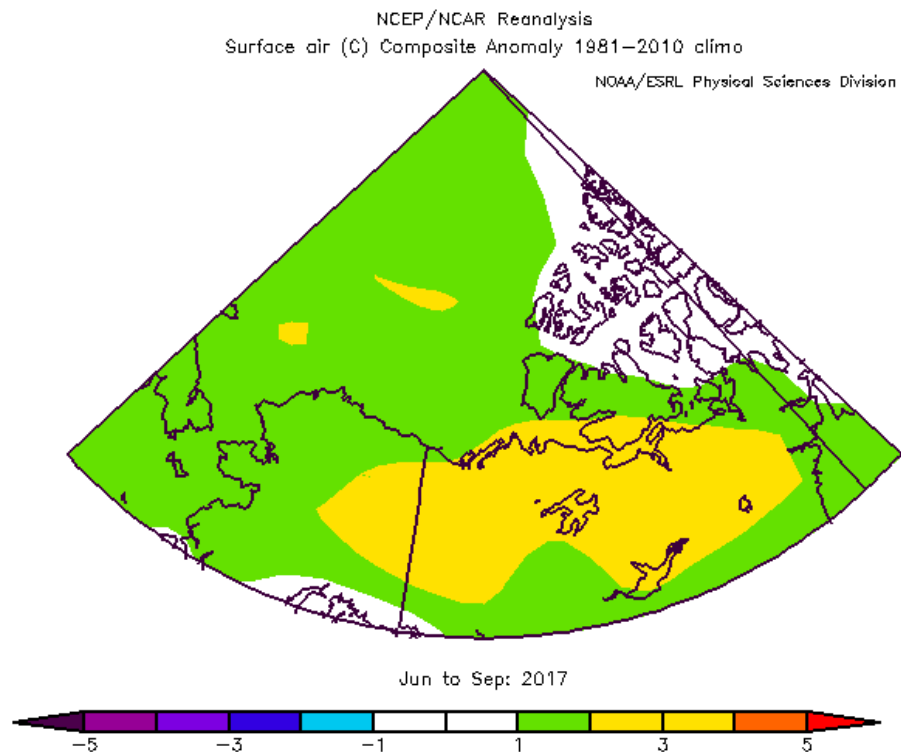 NCEP/NCAR Reanalysis
Surface air (C) Composite Anomaly 1981-2010 climo
NOAA/ESRL Physical Sciences Division
Jun to Sep: 2017
-5 -3 -1 1 3 5